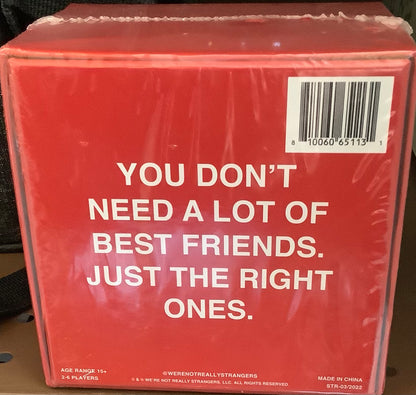 8 10060 65113 1
YOU DON'T
NEED A LOT OF
BEST FRIENDS.
JUST THE RIGHT
ONES.
AGE RANGE 15+
2-6 PLAYERS
@WERENOTREALLYSTRANGERS
® & © WE'RE NOT REALLY STRANGERS, LLC. ALL RIGHTS RESERVED
MADE IN CHINA
STR-03/2022